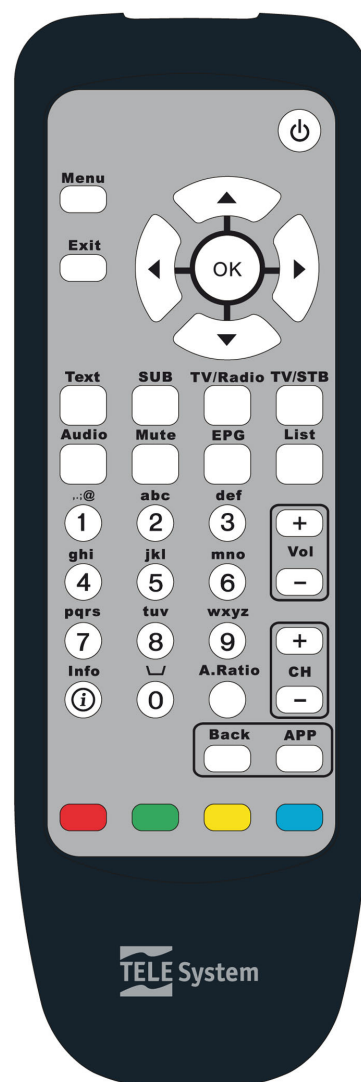 Menu
Exit
OK
Text SUB TV/Radio TV/STB
Audio Mute EPG List
,.:@ abc def
1 2 3 +
ghi jkl mno Vol
4 5 6 −
pqrs tuv wxyz
7 8 9 +
Info A.Ratio CH
i 0 −
Back APP
TELE System